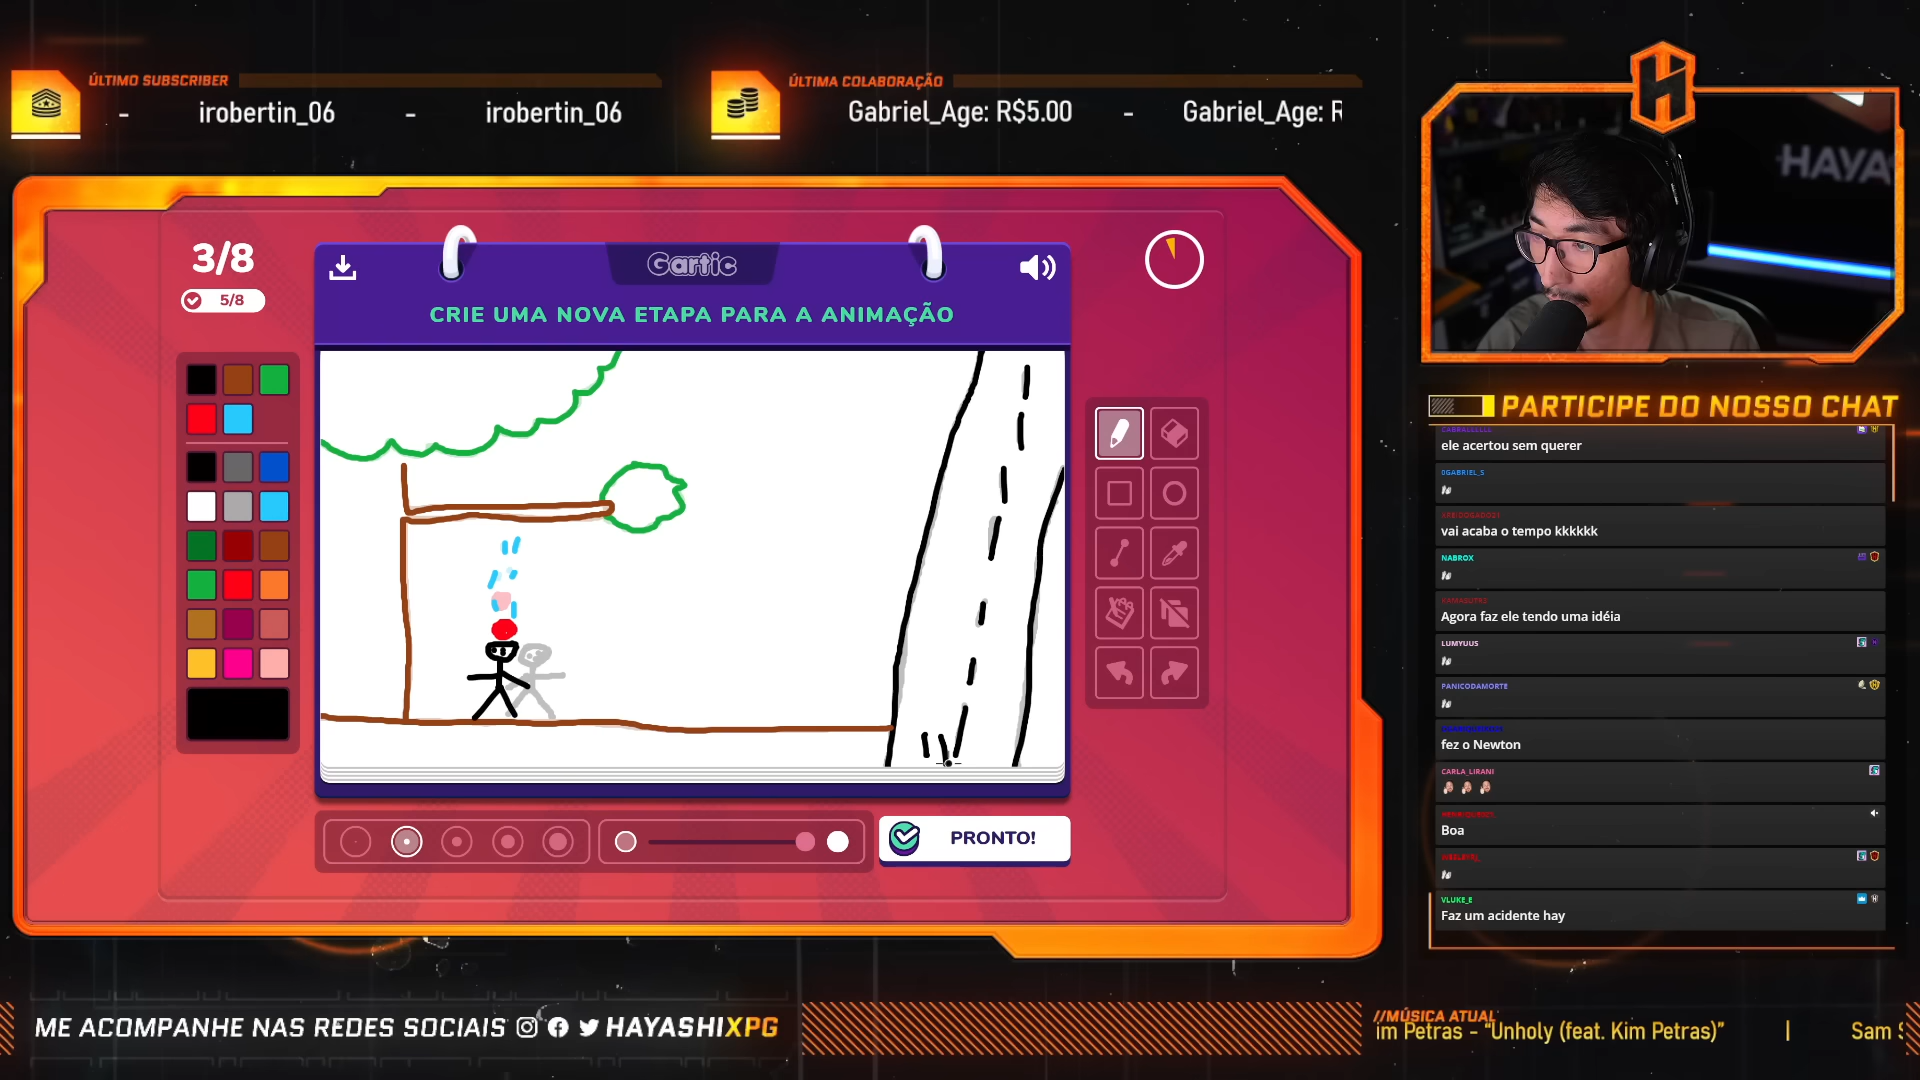 ÚLTIMO SUBSCRIBER
- irobertin_06 - irobertin_06
ÚLTIMA COLABORAÇÃO
Gabriel_Age: R$5.00 - Gabriel_Age: R
H
HAYA
3/8
5/8
Gartic
CRIE UMA NOVA ETAPA PARA A ANIMAÇÃO
PRONTO!
PARTICIPE DO NOSSO CHAT
ele acertou sem querer
0GABRIEL_S
vai acaba o tempo kkkkkk
NABROX
Agora faz ele tendo uma idéia
LUMYUUS
PANICODAMORTE
fez o Newton
CARLA_LIRANI
Boa
VLUKE_E
Faz um acidente hay
ME ACOMPANHE NAS REDES SOCIAIS HAYASHIXPG
//MÚSICA ATUAL
im Petras - “Unholy (feat. Kim Petras)” | Sam S